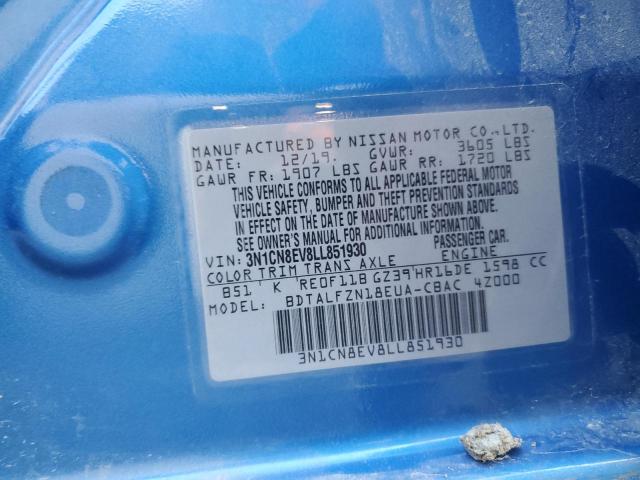 MANUFACTURED BY NISSAN MOTOR CO.,LTD.
DATE: 12/19. GVWR: 3605 LBS
GAWR FR: 1907 LBS GAWR RR: 1720 LBS
THIS VEHICLE CONFORMS TO ALL APPLICABLE FEDERAL MOTOR
VEHICLE SAFETY, BUMPER AND THEFT PREVENTION STANDARDS
IN EFFECT ON THE DATE OF MANUFACTURE SHOWN ABOVE.
SEE OWNER'S MANUAL FOR ADDITIONAL INFORMATION.
VIN: 3N1CN8EV8LL851930 PASSENGER CAR.
COLOR TRIM TRANS AXLE ENGINE
B51 K RE0F11B GZ39 HR16DE 1598 CC
MODEL: BDTALFZN18EUA-CBAC 4Z000
3N1CN8EV8LL851930